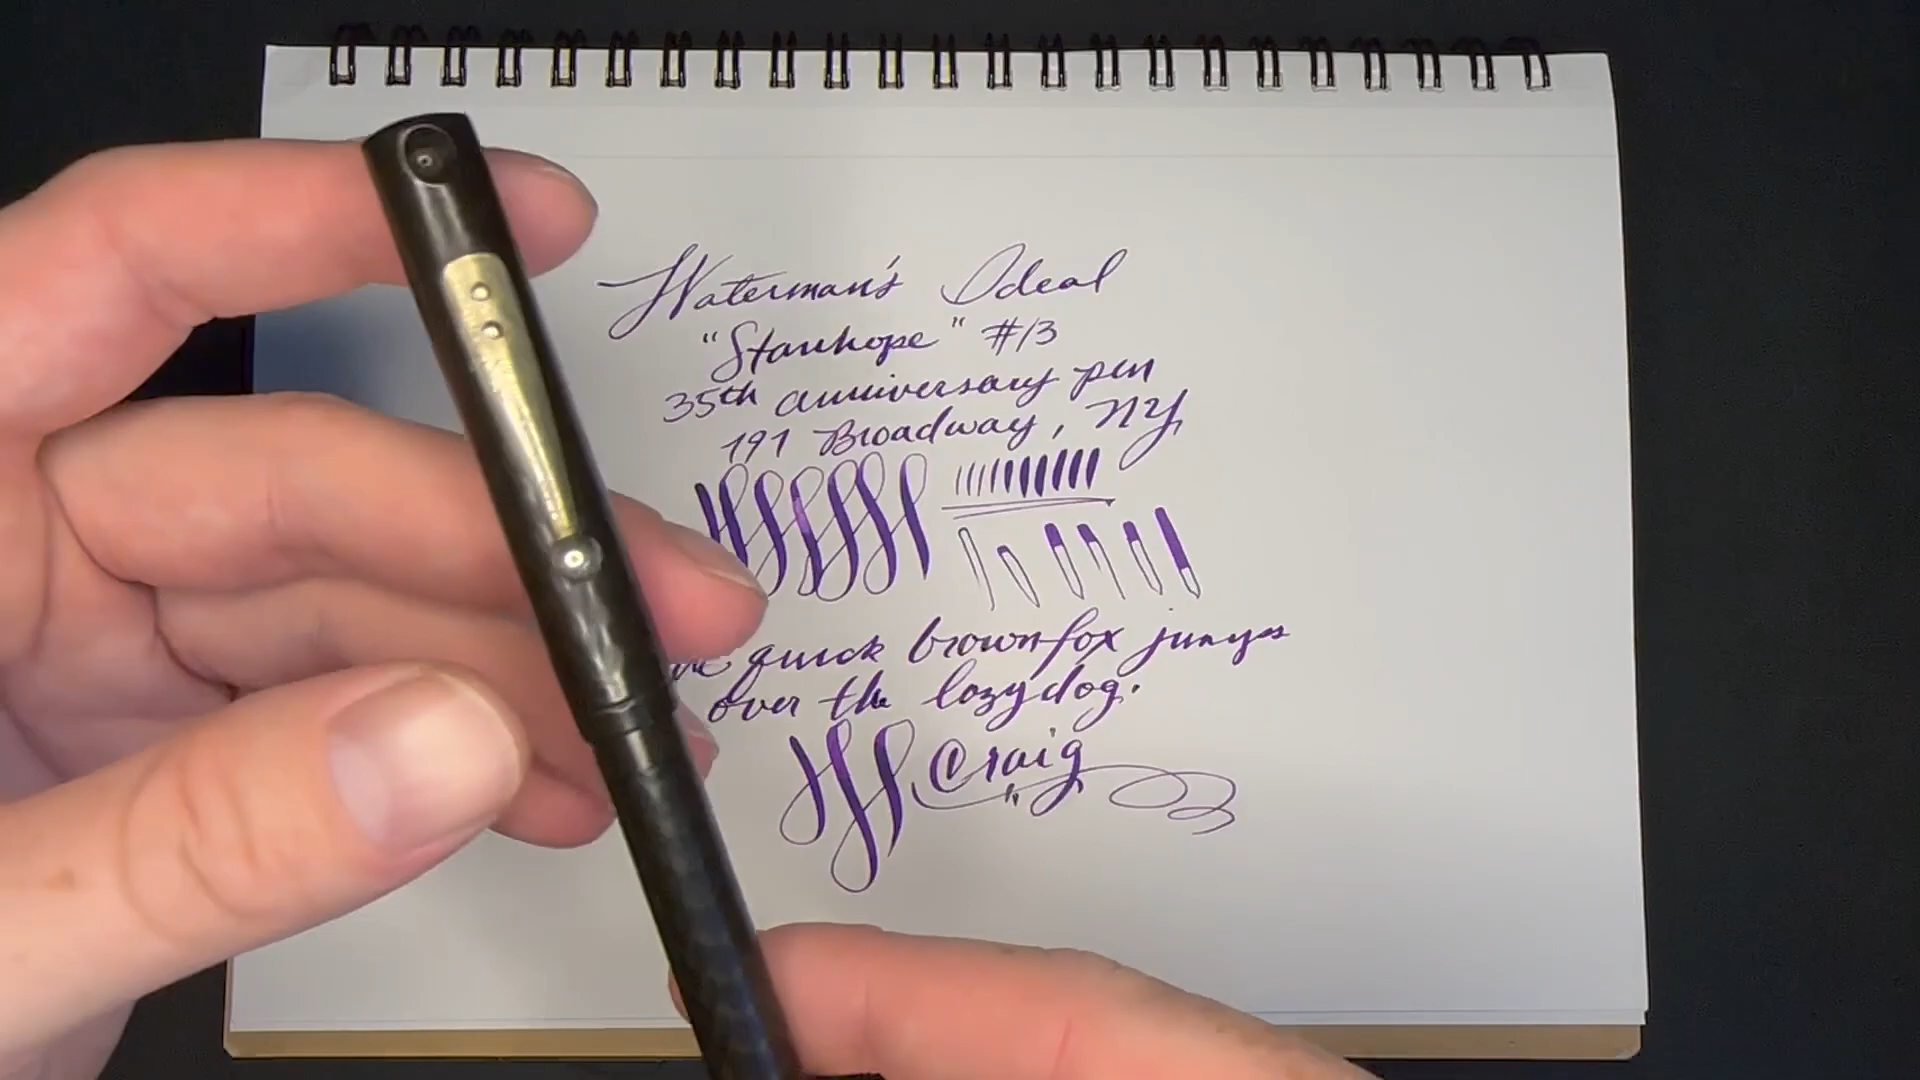 Waterman's Ideal
"Stanhope" #13
35th anniversary pen
191 Broadway, NY
quick brown fox jumps
over the lazy dog.
Craig